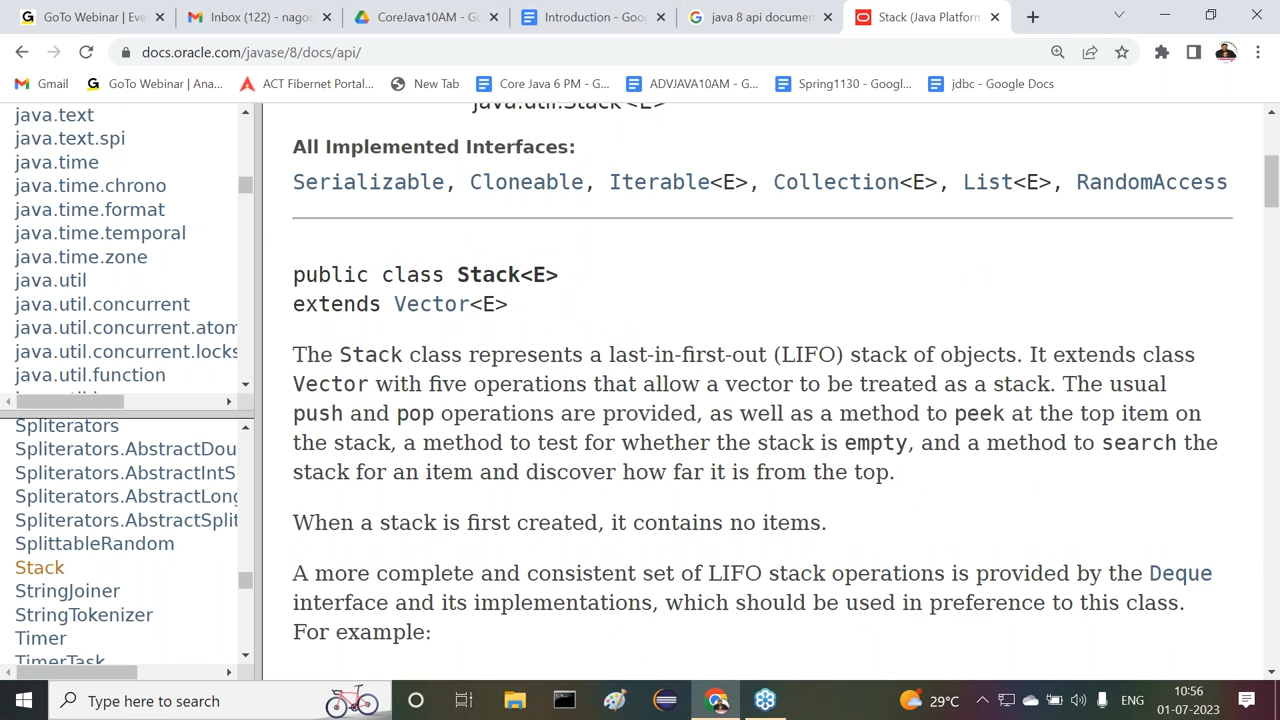 GoTo Webinar | Eve
Inbox (122) - nagoo
CoreJava10AM - Go
Introduction - Goog
java 8 api documen
Stack (Java Platform
docs.oracle.com/javase/8/docs/api/
Gmail
GoTo Webinar | Ana...
ACT Fibernet Portal...
New Tab
Core Java 6 PM - G...
ADVJAVA10AM - G...
Spring1130 - Googl...
jdbc - Google Docs
java.text
java.text.spi
java.time
java.time.chrono
java.time.format
java.time.temporal
java.time.zone
java.util
java.util.concurrent
java.util.concurrent.atom
java.util.concurrent.locks
java.util.function
Spliterators
Spliterators.AbstractDou
Spliterators.AbstractIntS
Spliterators.AbstractLong
Spliterators.AbstractSplit
SplittableRandom
Stack
StringJoiner
StringTokenizer
Timer
TimerTask
java.util.Stack<E>
All Implemented Interfaces:
Serializable, Cloneable, Iterable<E>, Collection<E>, List<E>, RandomAccess
public class Stack<E>
extends Vector<E>
The Stack class represents a last-in-first-out (LIFO) stack of objects. It extends class
Vector with five operations that allow a vector to be treated as a stack. The usual
push and pop operations are provided, as well as a method to peek at the top item on
the stack, a method to test for whether the stack is empty, and a method to search the
stack for an item and discover how far it is from the top.
When a stack is first created, it contains no items.
A more complete and consistent set of LIFO stack operations is provided by the Deque
interface and its implementations, which should be used in preference to this class.
For example:
Type here to search
29°C
ENG
10:56
01-07-2023